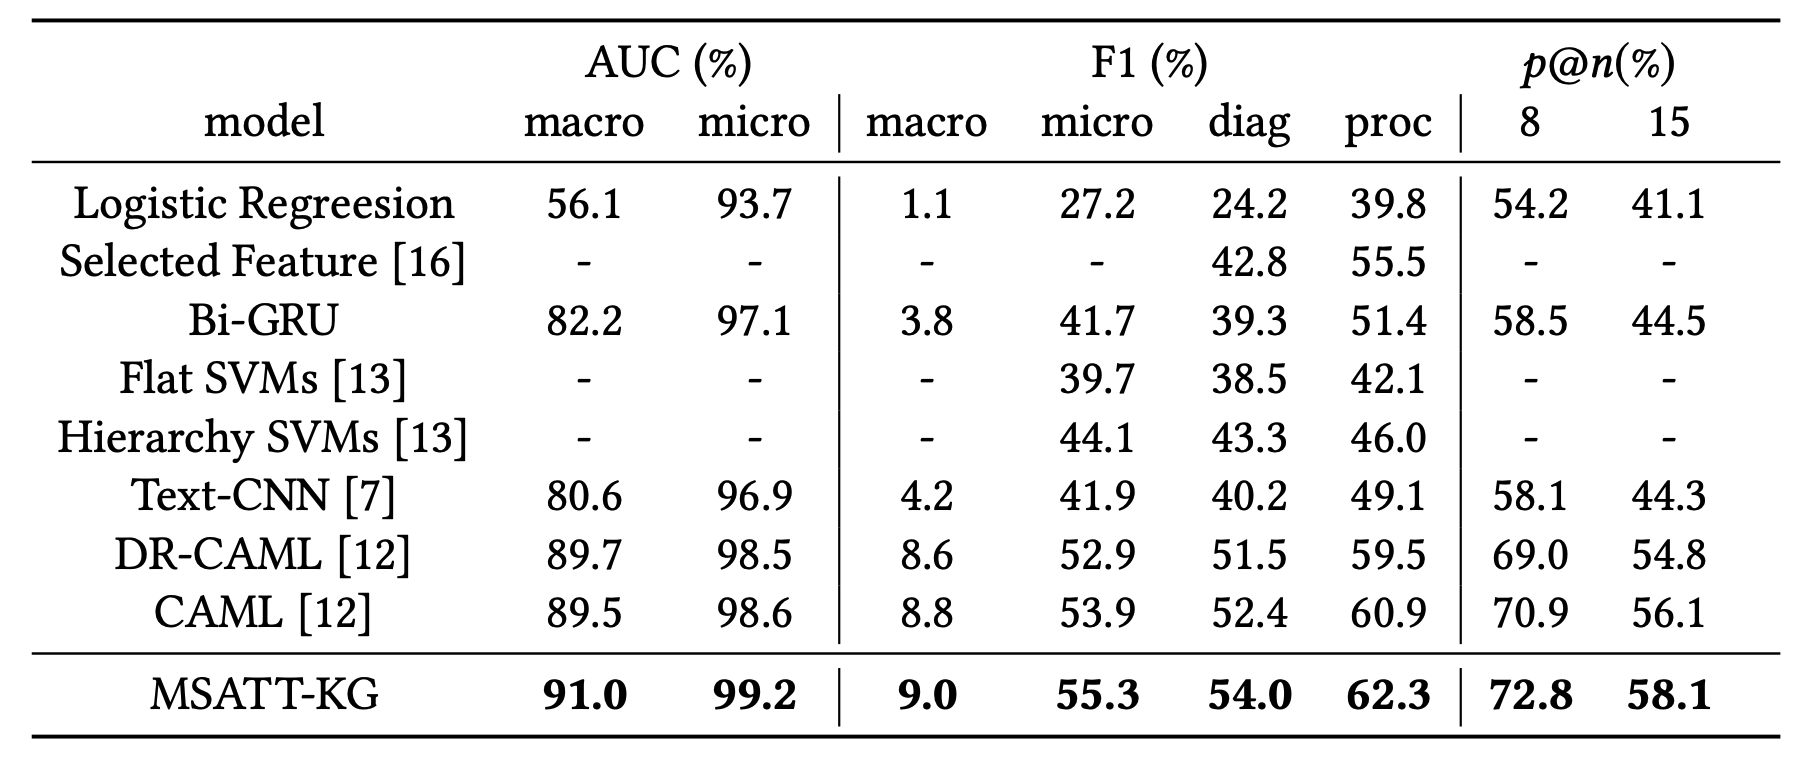 AUC (%) F1 (%) p@n(%)
model macro micro macro micro diag proc 8 15
Logistic Regreesion 56.1 93.7 1.1 27.2 24.2 39.8 54.2 41.1
Selected Feature [16] - - - - 42.8 55.5 - -
Bi-GRU 82.2 97.1 3.8 41.7 39.3 51.4 58.5 44.5
Flat SVMs [13] - - - 39.7 38.5 42.1 - -
Hierarchy SVMs [13] - - - 44.1 43.3 46.0 - -
Text-CNN [7] 80.6 96.9 4.2 41.9 40.2 49.1 58.1 44.3
DR-CAML [12] 89.7 98.5 8.6 52.9 51.5 59.5 69.0 54.8
CAML [12] 89.5 98.6 8.8 53.9 52.4 60.9 70.9 56.1
MSATT-KG 91.0 99.2 9.0 55.3 54.0 62.3 72.8 58.1